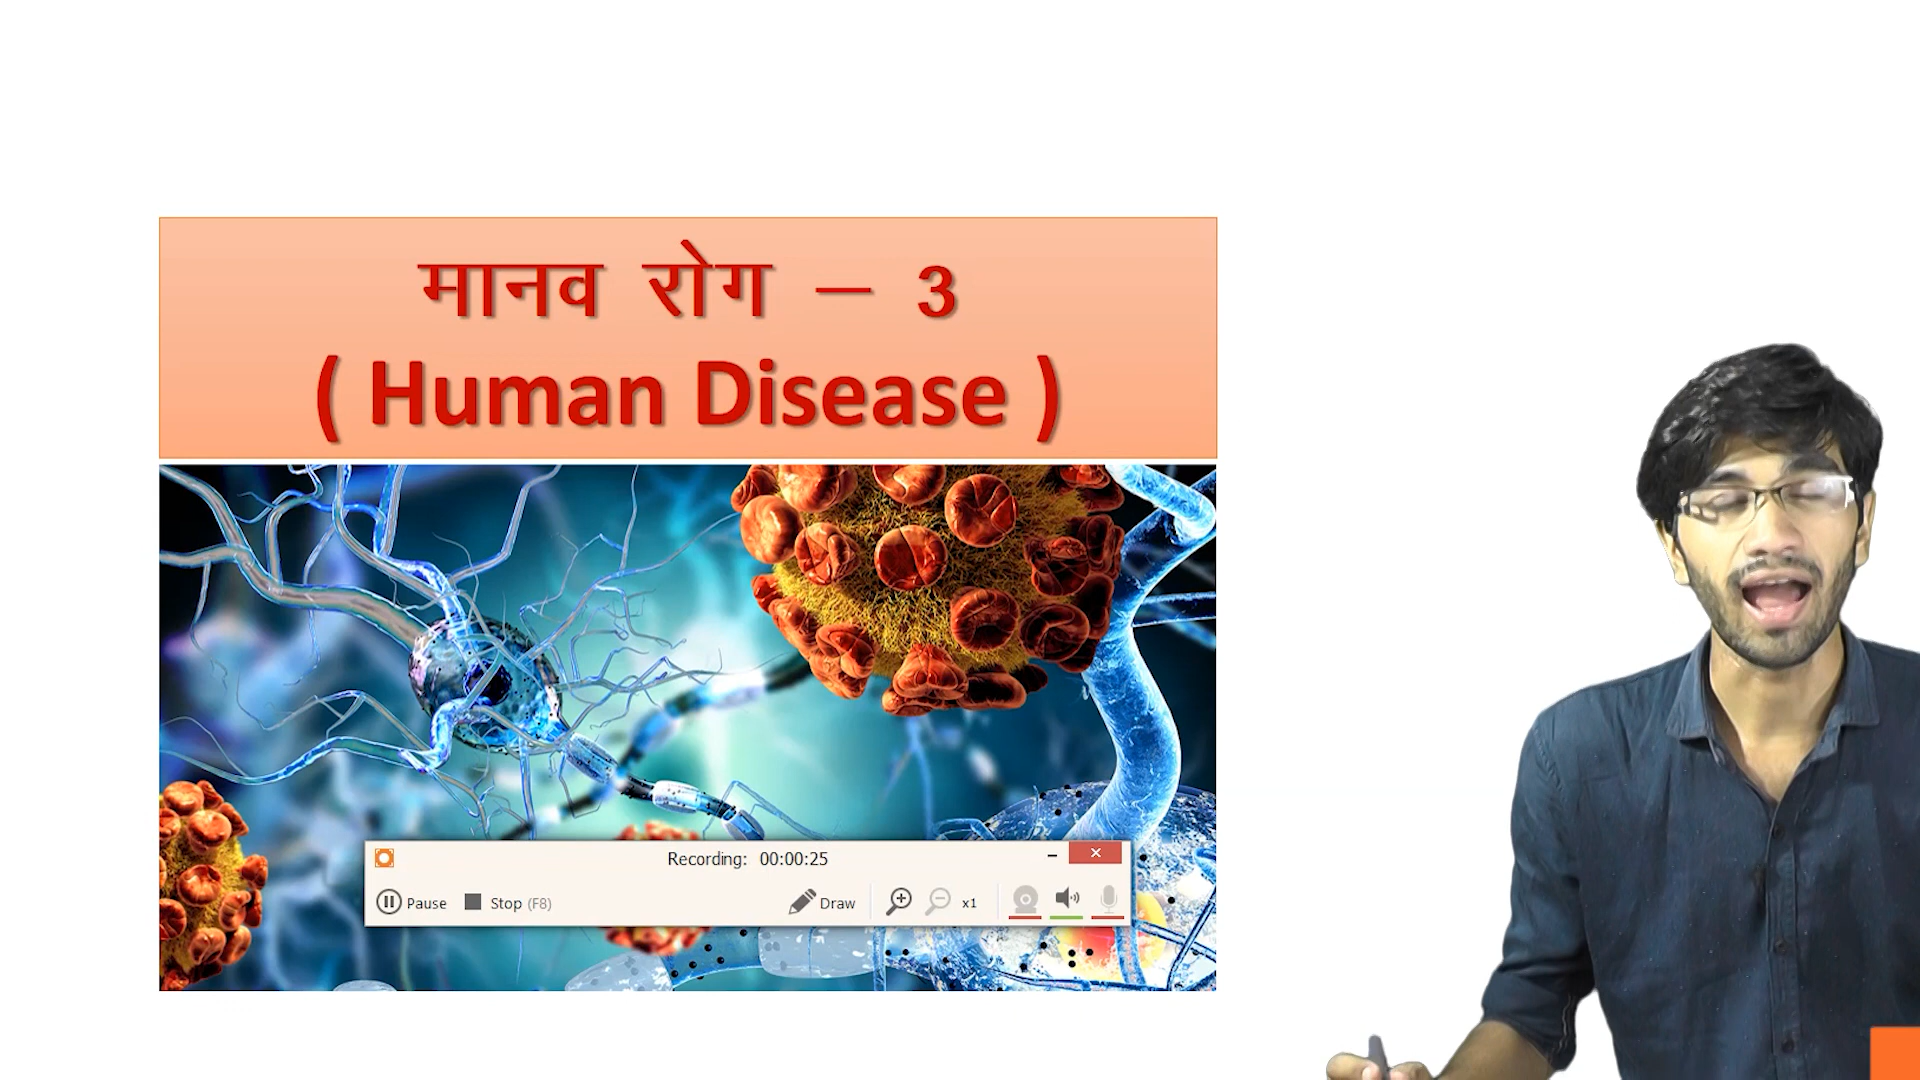 मानव रोग – 3
( Human Disease )
Recording: 00:00:25
Pause Stop (F8) Draw x1